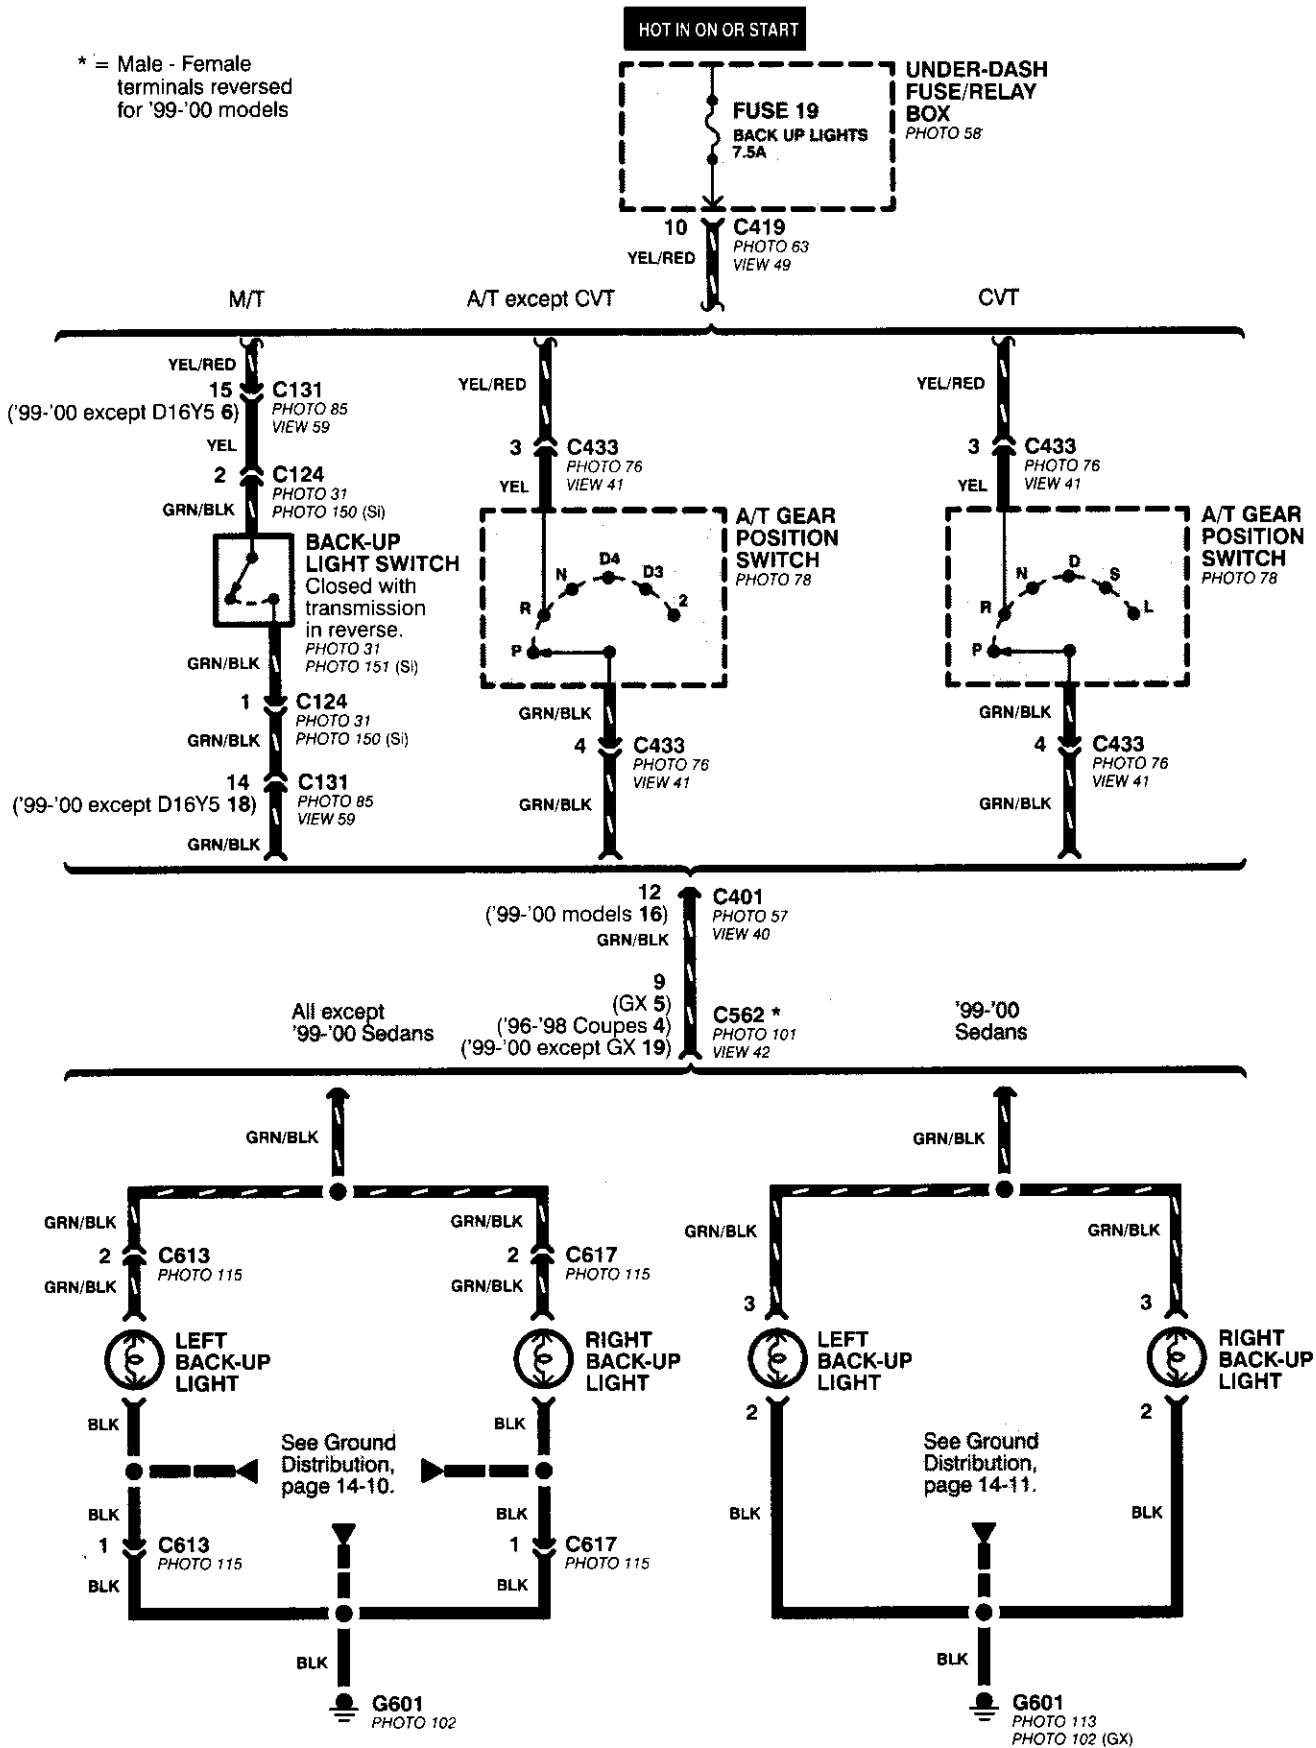 HOT IN ON OR START
* = Male - Female
terminals reversed
for '99-'00 models
UNDER-DASH
FUSE/RELAY
BOX
PHOTO 58
FUSE 19
BACK UP LIGHTS
7.5A
10
C419
PHOTO 63
VIEW 49
YEL/RED
M/T
A/T except CVT
CVT
YEL/RED
15
('99-'00 except D16Y5 6)
C131
PHOTO 85
VIEW 59
YEL
2
C124
PHOTO 31
PHOTO 150 (Si)
GRN/BLK
BACK-UP
LIGHT SWITCH
Closed with
transmission
in reverse.
PHOTO 31
PHOTO 151 (Si)
GRN/BLK
1
C124
PHOTO 31
PHOTO 150 (Si)
GRN/BLK
14
('99-'00 except D16Y5 18)
C131
PHOTO 85
VIEW 59
GRN/BLK
YEL/RED
3
C433
PHOTO 76
VIEW 41
YEL
A/T GEAR
POSITION
SWITCH
PHOTO 78
P
R
N
D4
D3
2
GRN/BLK
4
C433
PHOTO 76
VIEW 41
GRN/BLK
YEL/RED
3
C433
PHOTO 76
VIEW 41
YEL
A/T GEAR
POSITION
SWITCH
PHOTO 78
P
R
N
D
S
L
GRN/BLK
4
C433
PHOTO 76
VIEW 41
GRN/BLK
12
('99-'00 models 16)
C401
PHOTO 57
VIEW 40
GRN/BLK
9
(GX 5)
('96-'98 Coupes 4)
('99-'00 except GX 19)
C562 *
PHOTO 101
VIEW 42
All except
'99-'00 Sedans
'99-'00
Sedans
GRN/BLK
GRN/BLK
GRN/BLK
2
C613
PHOTO 115
GRN/BLK
LEFT
BACK-UP
LIGHT
BLK
BLK
1
C613
PHOTO 115
BLK
GRN/BLK
2
C617
PHOTO 115
GRN/BLK
RIGHT
BACK-UP
LIGHT
BLK
See Ground
Distribution,
page 14-10.
BLK
1
C617
PHOTO 115
BLK
BLK
G601
PHOTO 102
GRN/BLK
3
LEFT
BACK-UP
LIGHT
2
BLK
GRN/BLK
3
RIGHT
BACK-UP
LIGHT
2
BLK
See Ground
Distribution,
page 14-11.
BLK
G601
PHOTO 113
PHOTO 102 (GX)